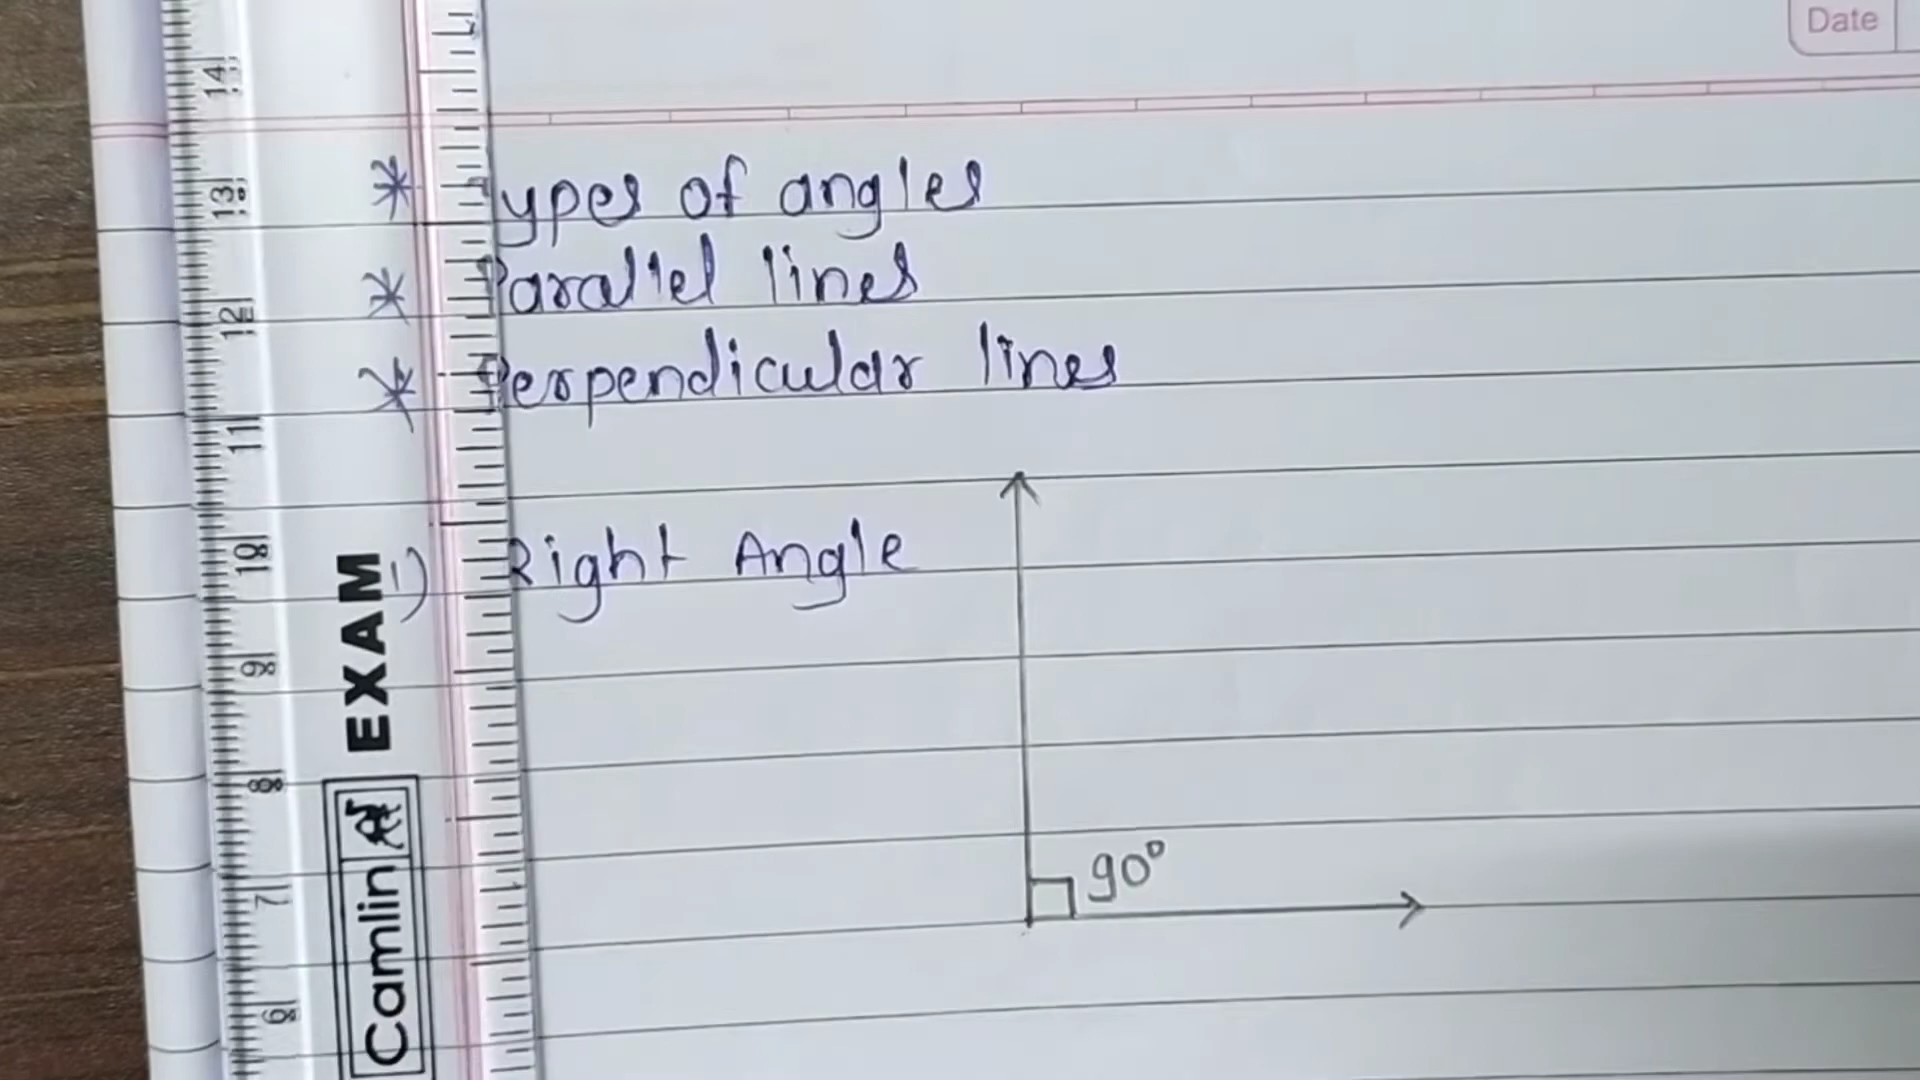 Date
* Types of angles
* Parallel lines
* Perpendicular lines
1) Right Angle
90°
14
13
12
11
10
9
8
7
6
EXAM
Camlin